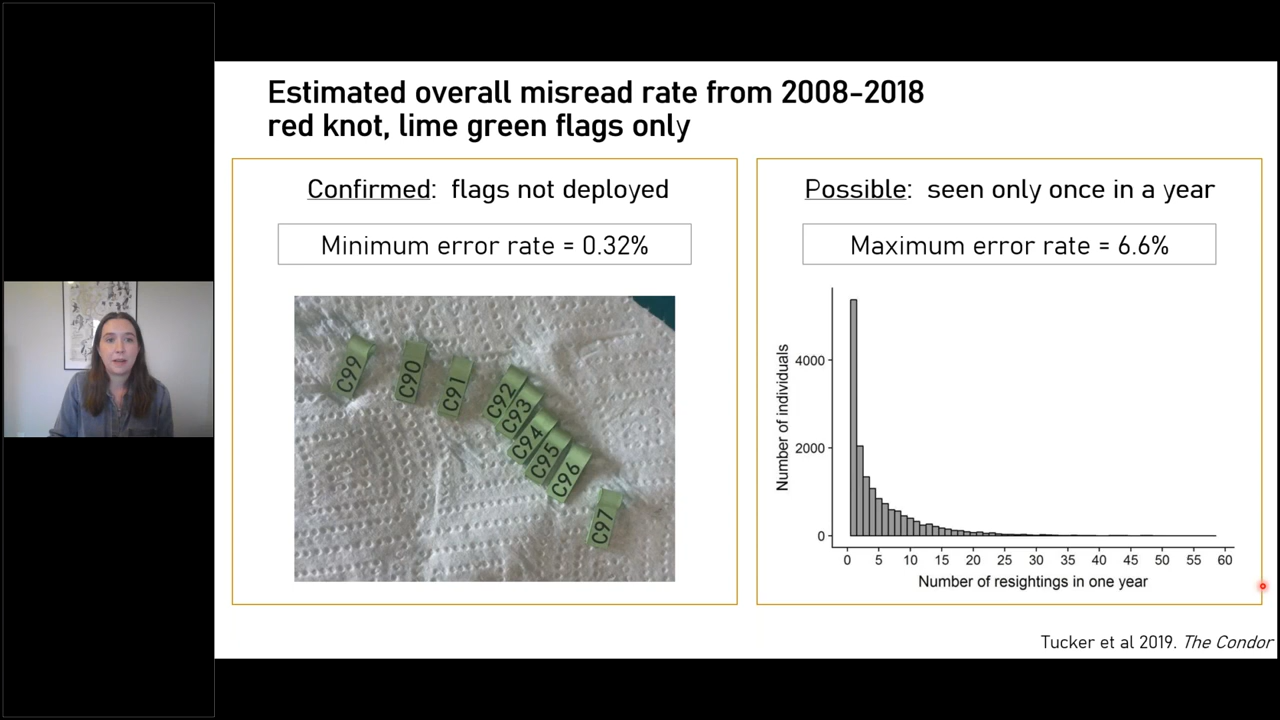 Estimated overall misread rate from 2008–2018
red knot, lime green flags only
Confirmed: flags not deployed
Minimum error rate = 0.32%
C99
C90
C91
C92
C93
C94
C95
C96
C97
Possible: seen only once in a year
Maximum error rate = 6.6%
Number of individuals
4000
2000
0
0 5 10 15 20 25 30 35 40 45 50 55 60
Number of resightings in one year
Tucker et al 2019. The Condor